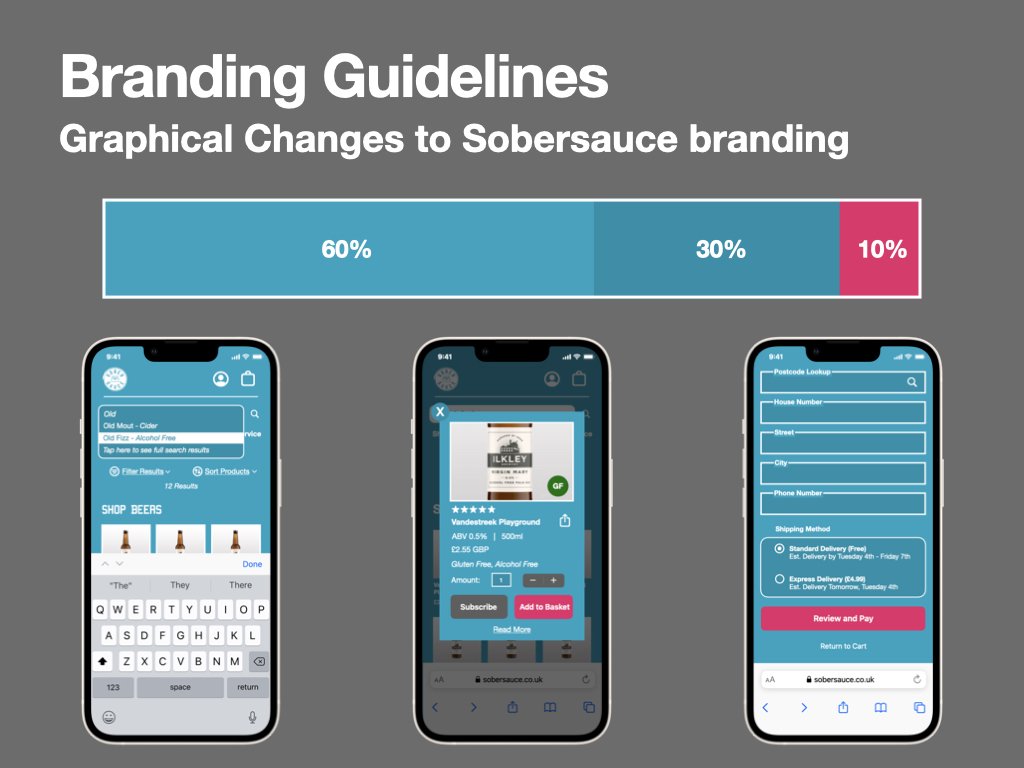 Branding Guidelines
Graphical Changes to Sobersauce branding
60%
30%
10%
9:41
Old
Old Mout - Cider
Old Fizz - Alcohol Free
Tap here to see full search results
rvice
Filter Results
Sort Products
12 Results
SHOP BEERS
Done
"The"
They
There
Q W E R T Y U I O P
A S D F G H J K L
Z X C V B N M
123
space
return
9:41
X
ILKLEY
VIRGIN MARY
ALCOHOL FREE PALE ALE
GF
Vandestreek Playground
ABV 0.5% | 500ml
£2.55 GBP
Gluten Free, Alcohol Free
Amount:
1
− +
Subscribe
Add to Basket
Read More
AA
sobersauce.co.uk
9:41
Postcode Lookup
House Number
Street
City
Phone Number
Shipping Method
Standard Delivery (Free)
Est. Delivery by Tuesday 4th - Friday 7th
Express Delivery (£4.99)
Est. Delivery Tomorrow, Tuesday 4th
Review and Pay
Return to Cart
AA
sobersauce.co.uk